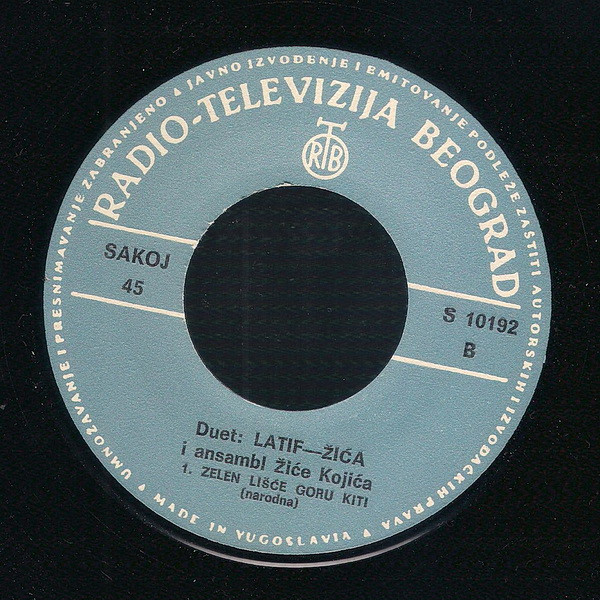 UMNOŽAVANJE I PRESNIMAVANJE ZABRANJENO ▲ JAVNO IZVOĐENJE I EMITOVANJE PODLEŽE ZAŠTITI AUTORSKIH I IZVOĐAČKIH PRAVA ▲
RADIO-TELEVIZIJA BEOGRAD
RTB
SAKOJ
45
S 10192
B
Duet: LATIF—ŽIĆA
i ansambl Žiće Kojića
1. ZELEN LIŠĆE GORU KITI
(narodna)
MADE IN YUGOSLAVIA